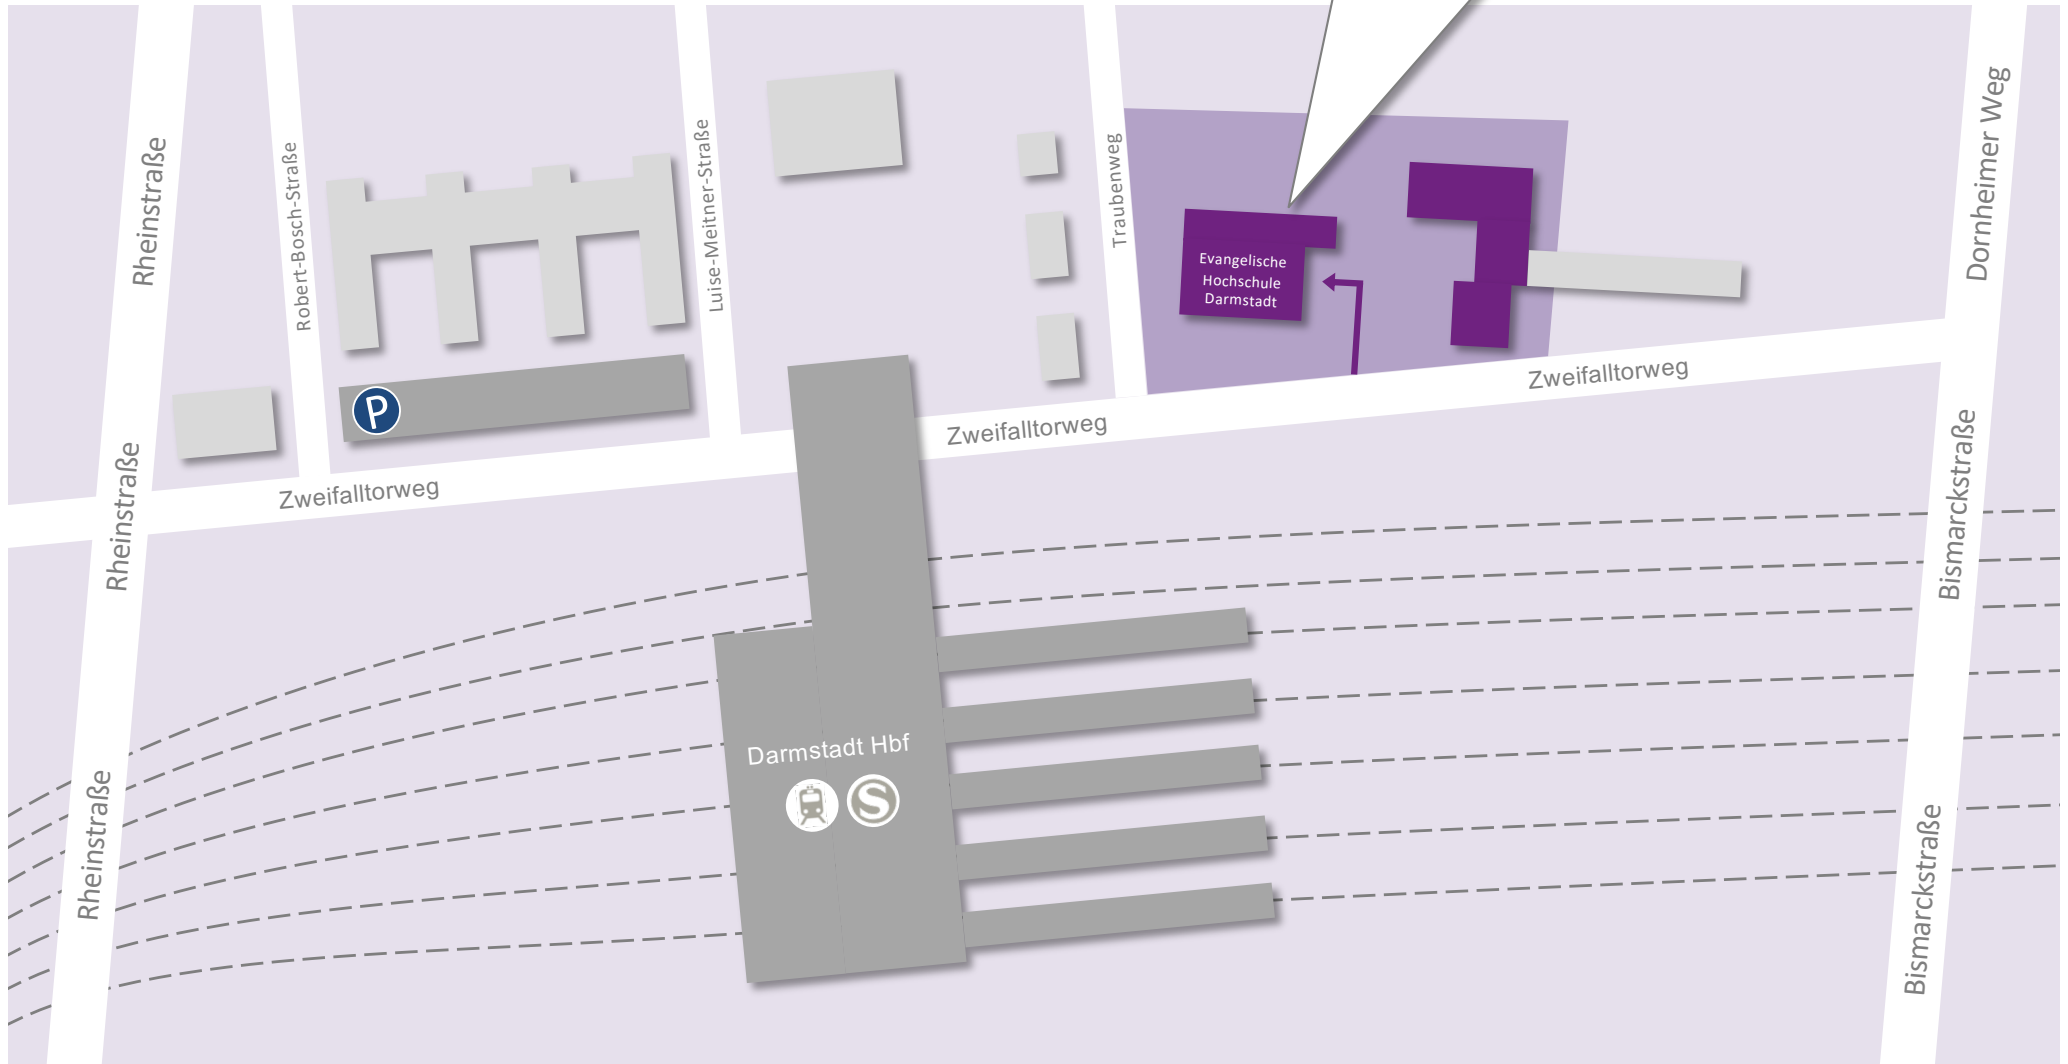 Rheinstraße
Robert-Bosch-Straße
Luise-Meitner-Straße
Traubenweg
Dornheimer Weg
Evangelische
Hochschule
Darmstadt
P
Zweifalltorweg
Zweifalltorweg
Zweifalltorweg
Rheinstraße
Bismarckstraße
Darmstadt Hbf
S
Rheinstraße
Bismarckstraße